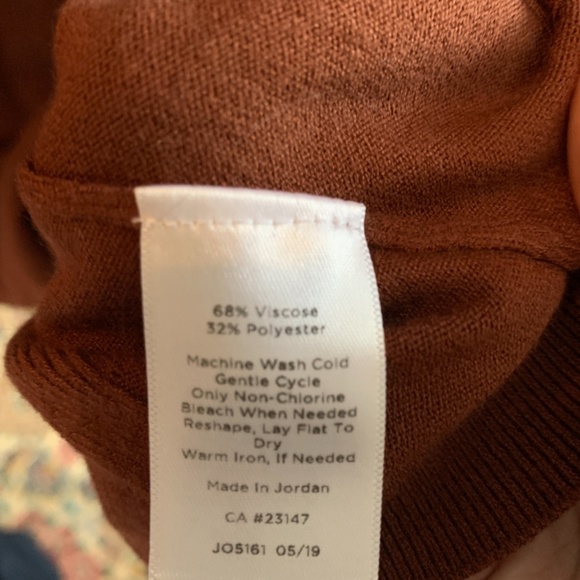 68% Viscose
32% Polyester
Machine Wash Cold
Gentle Cycle
Only Non-Chlorine
Bleach When Needed
Reshape, Lay Flat To
Dry
Warm Iron, If Needed
Made In Jordan
CA #23147
JO5161 05/19